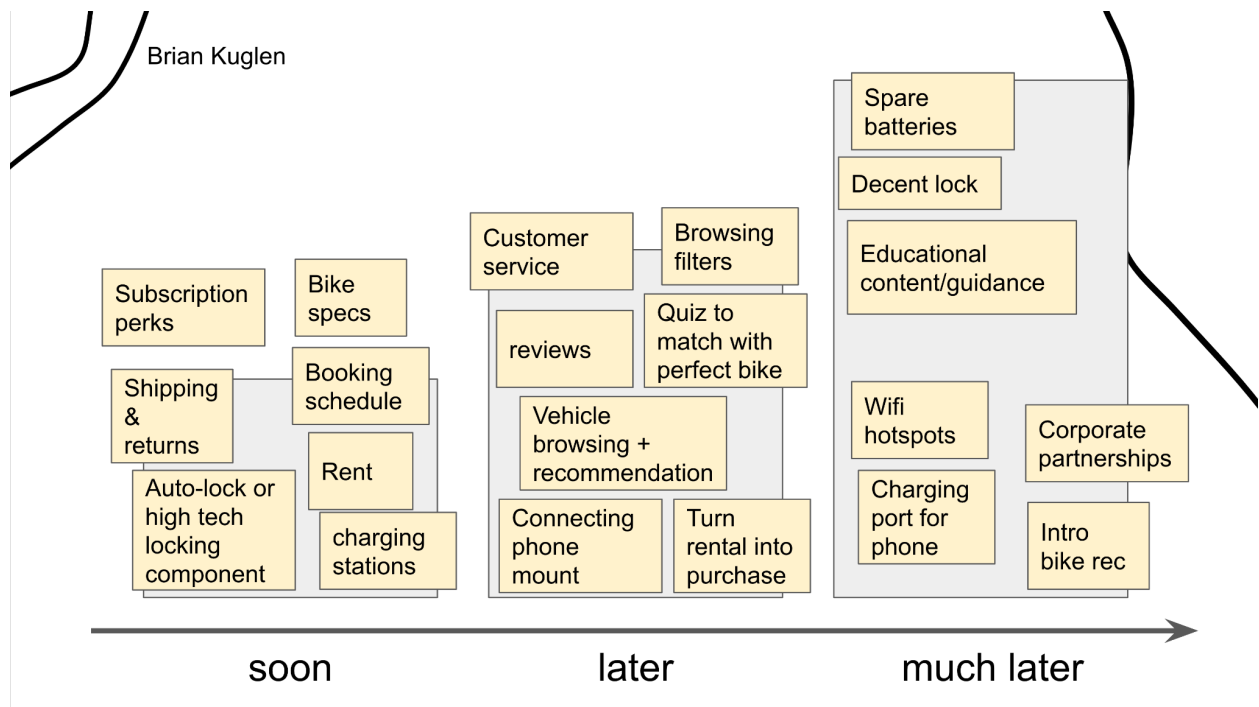 Brian Kuglen
Subscription
perks
Bike
specs
Shipping
&
returns
Booking
schedule
Rent
Auto-lock or
high tech
locking
component
charging
stations
Customer
service
Browsing
filters
reviews
Quiz to
match with
perfect bike
Vehicle
browsing +
recommendation
Connecting
phone
mount
Turn
rental into
purchase
Spare
batteries
Decent lock
Educational
content/guidance
Wifi
hotspots
Corporate
partnerships
Charging
port for
phone
Intro
bike rec
soon
later
much later